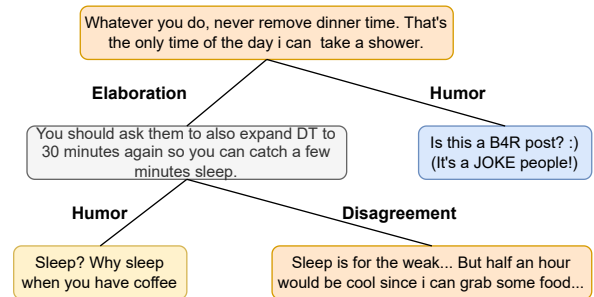 Whatever you do, never remove dinner time. That's
the only time of the day i can take a shower.
Elaboration
Humor
You should ask them to also expand DT to
30 minutes again so you can catch a few
minutes sleep.
Is this a B4R post? :)
(It's a JOKE people!)
Humor
Disagreement
Sleep? Why sleep
when you have coffee
Sleep is for the weak... But half an hour
would be cool since i can grab some food...